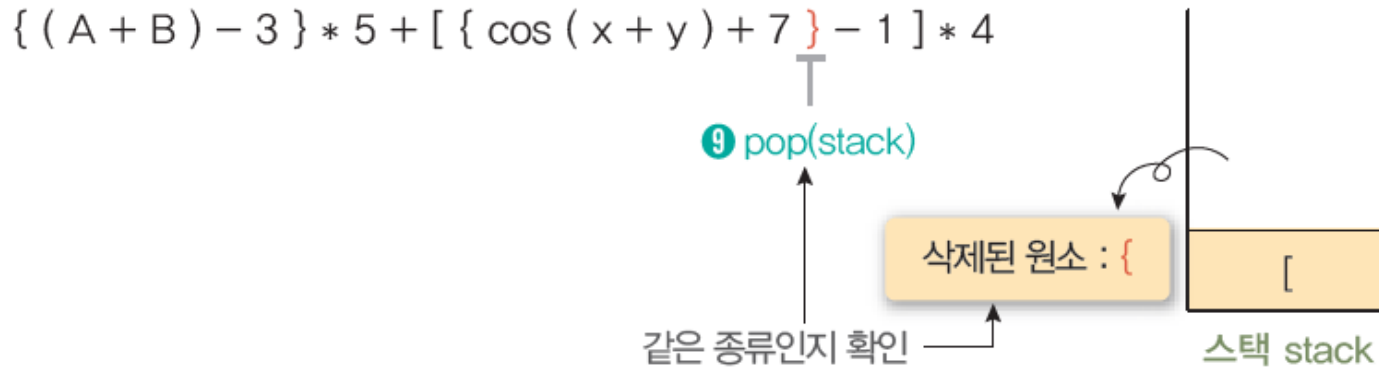 { ( A + B ) – 3 } * 5 + [ { cos ( x + y ) + 7 } – 1 ] * 4
❾ pop(stack)
삭제된 원소 : {
[
같은 종류인지 확인
스택 stack